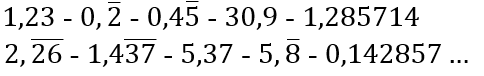 1,23 - 0,2̅ - 0,45̅ - 30,9 - 1,285714
2,2̅6̅ - 1,43̅7̅ - 5,37 - 5,8̅ - 0,142857 ...